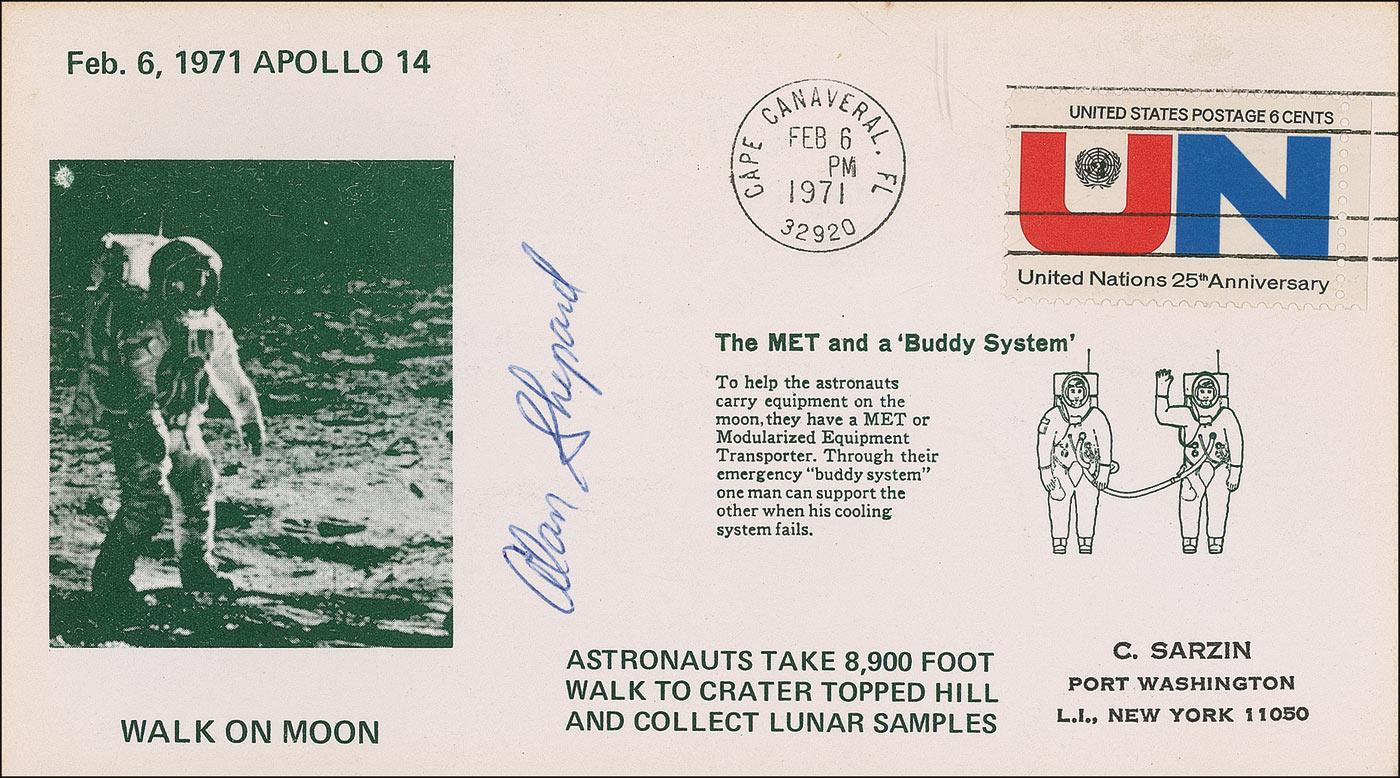 Feb. 6, 1971 APOLLO 14
CAPE CANAVERAL, FL
FEB 6
PM
1971
32920
UNITED STATES POSTAGE 6 CENTS
UN
United Nations 25th Anniversary
Alan Shepard
The MET and a ‘Buddy System’
To help the astronauts
carry equipment on the
moon, they have a MET or
Modularized Equipment
Transporter. Through their
emergency “buddy system”
one man can support the
other when his cooling
system fails.
WALK ON MOON
ASTRONAUTS TAKE 8,900 FOOT
WALK TO CRATER TOPPED HILL
AND COLLECT LUNAR SAMPLES
C. SARZIN
PORT WASHINGTON
L.I., NEW YORK 11050